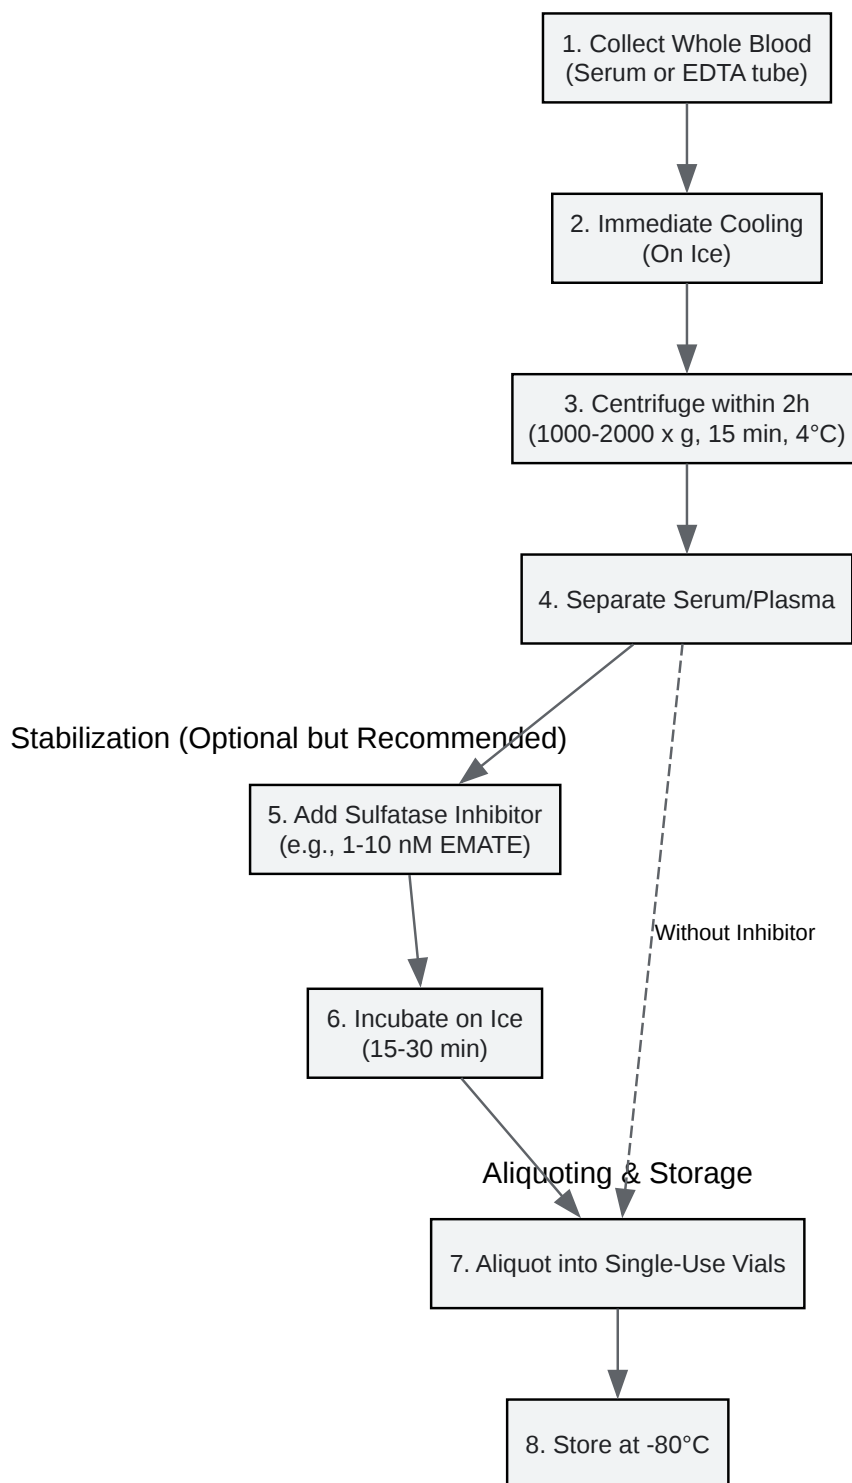 1. Collect Whole Blood
(Serum or EDTA tube)
2. Immediate Cooling
(On Ice)
3. Centrifuge within 2h
(1000-2000 x g, 15 min, 4°C)
4. Separate Serum/Plasma
Stabilization (Optional but Recommended)
5. Add Sulfatase Inhibitor
(e.g., 1-10 nM EMATE)
Without Inhibitor
6. Incubate on Ice
(15-30 min)
Aliquoting & Storage
7. Aliquot into Single-Use Vials
8. Store at -80°C